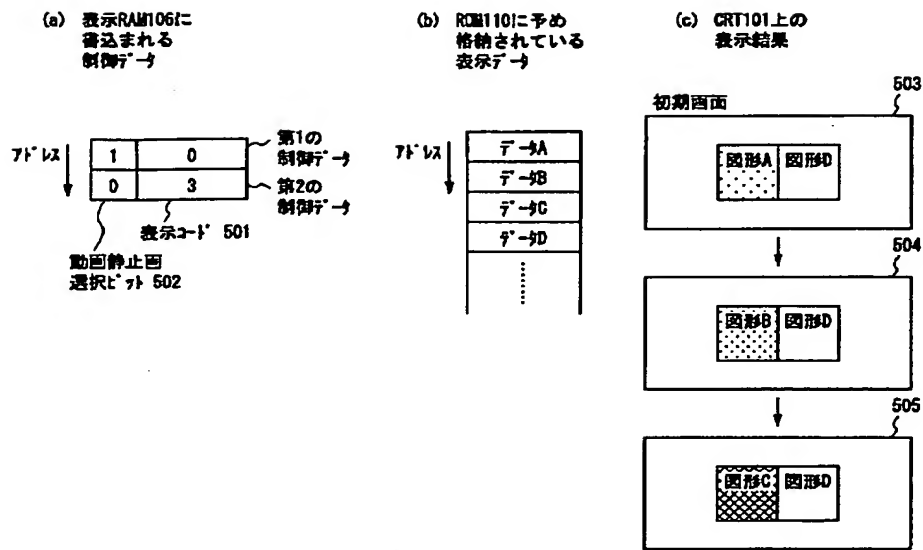 (a) 表示RAM106に
書込まれる
制御データ
アドレス
1 0
0 3
第1の
制御データ
第2の
制御データ
表示コード 501
動画静止画
選択ビット 502
(b) ROM110に予め
格納されている
表示データ
アドレス
データA
データB
データC
データD
(c) CRT101上の
表示結果
503
初期画面
図形A 図形D
504
図形B 図形D
505
図形C 図形D